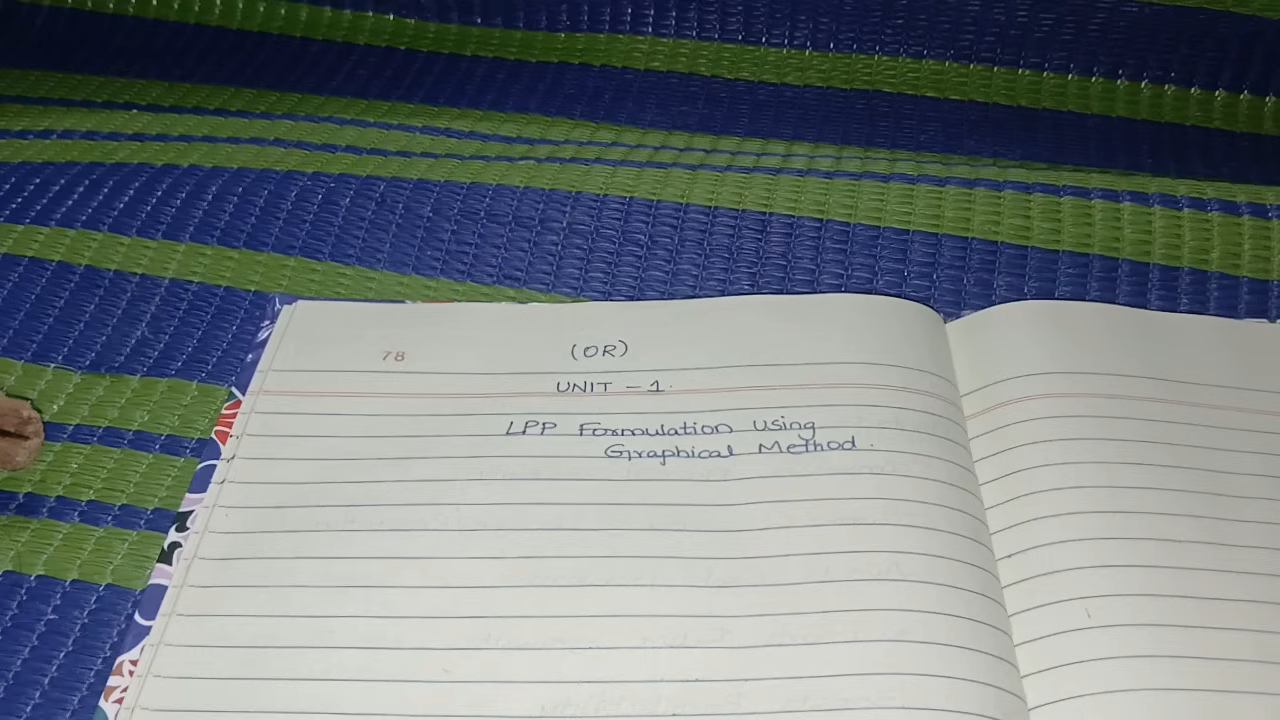 78
(OR)
UNIT - 1.
LPP Formulation Using
Graphical Method.